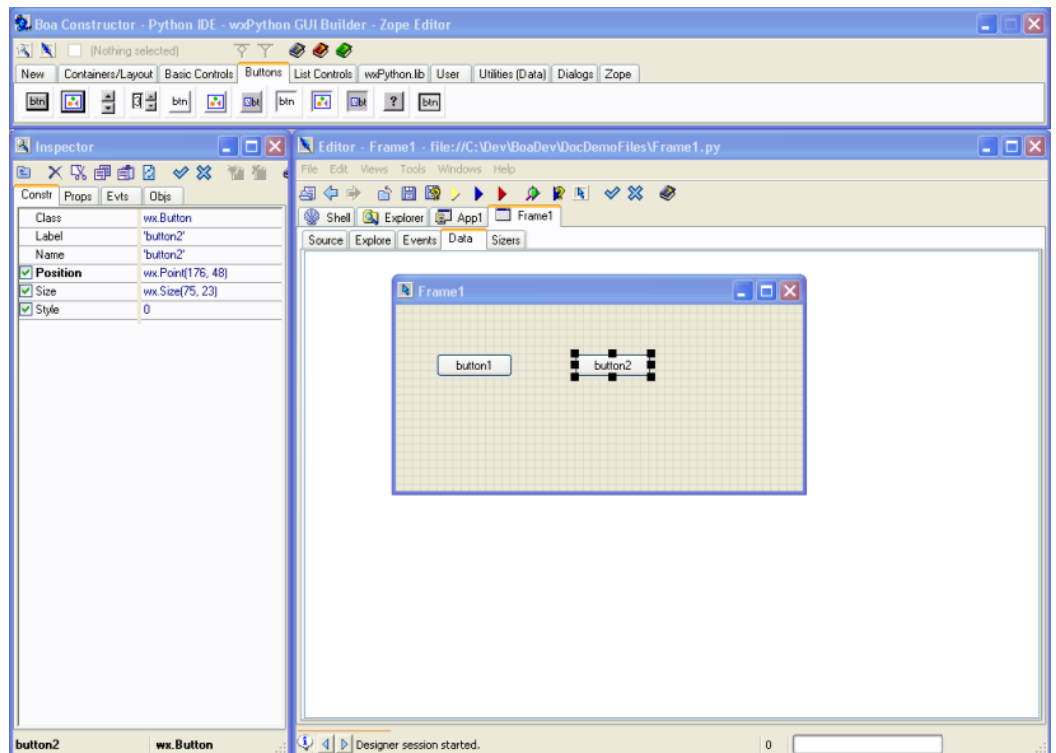 Boa Constructor - Python IDE - wxPython GUI Builder - Zope Editor
(Nothing selected)
New Containers/Layout Basic Controls Buttons List Controls wxPython.lib User Utilities (Data) Dialogs Zope
btn btn btn ? btn
Inspector
Constr Props Evts Objs
Class wx.Button
Label 'button2'
Name 'button2'
Position wx.Point(176, 48)
Size wx.Size(75, 23)
Style 0
button2 wx.Button
Editor - Frame1 - file://C:\Dev\BoaDev\DocDemoFiles\Frame1.py
File Edit Views Tools Windows Help
Shell Explorer App1 Frame1
Source Explore Events Data Sizers
Frame1
button1 button2
Designer session started. 0